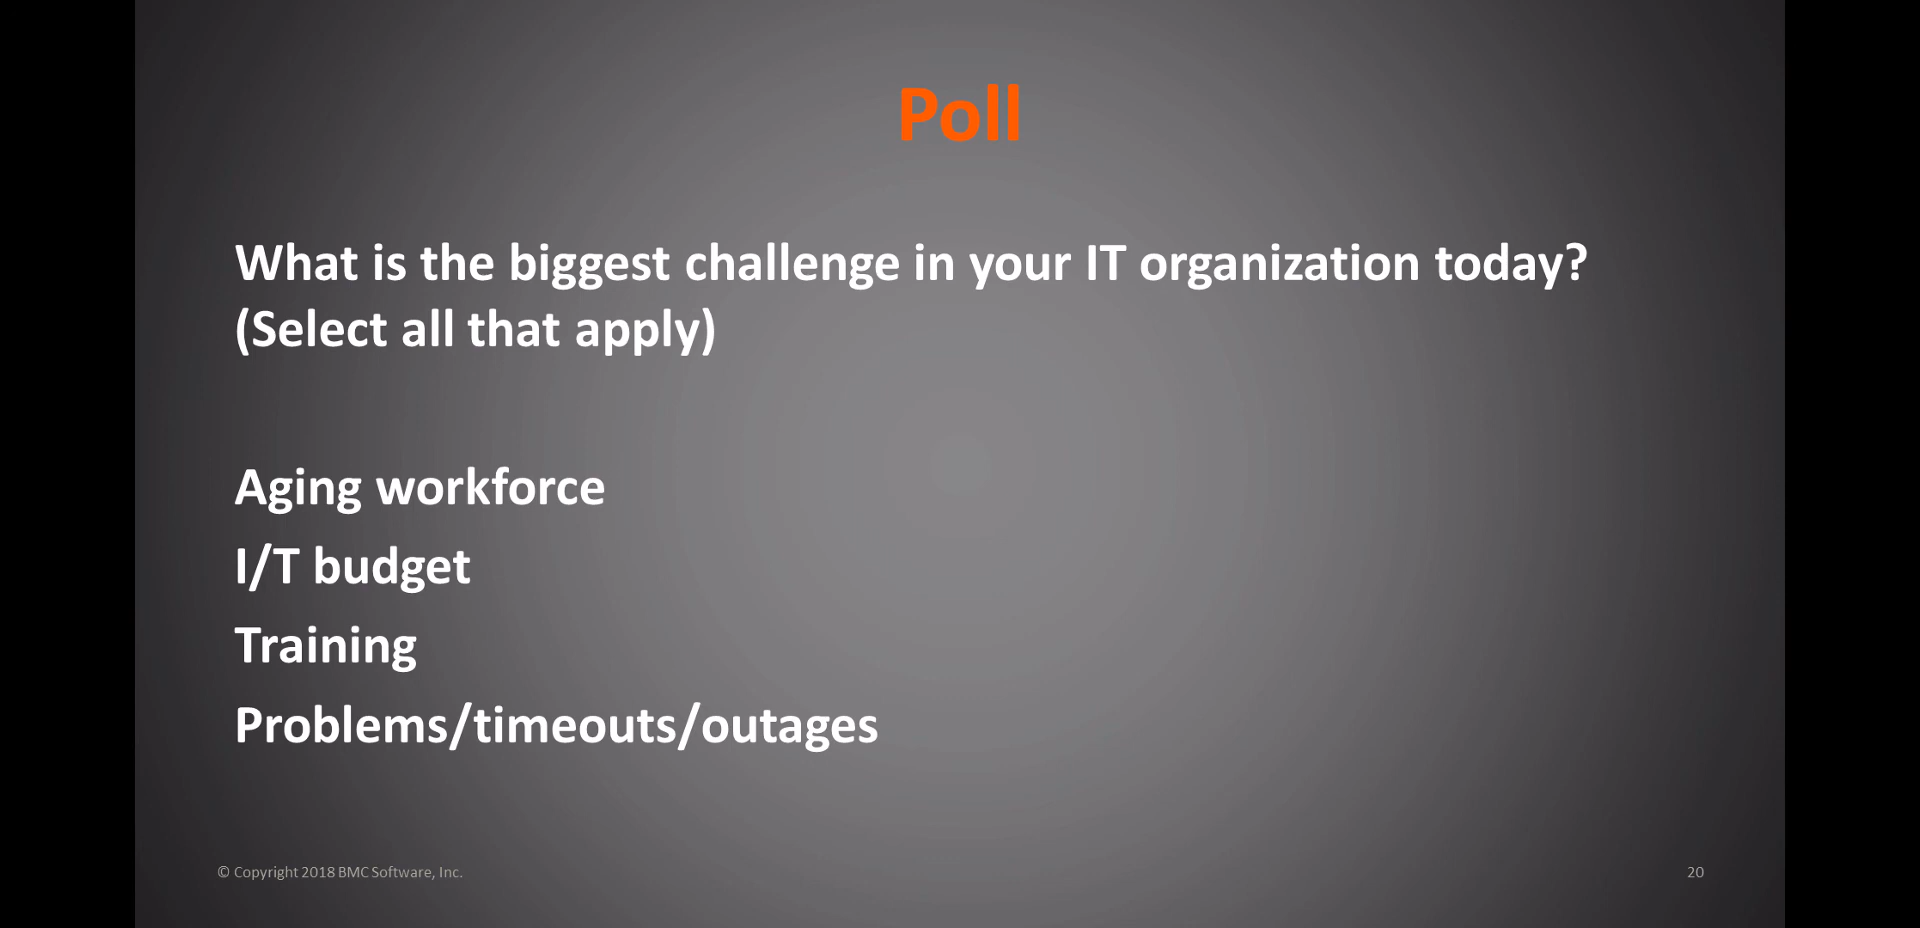 Poll
What is the biggest challenge in your IT organization today?
(Select all that apply)
Aging workforce
I/T budget
Training
Problems/timeouts/outages
© Copyright 2018 BMC Software, Inc.
20